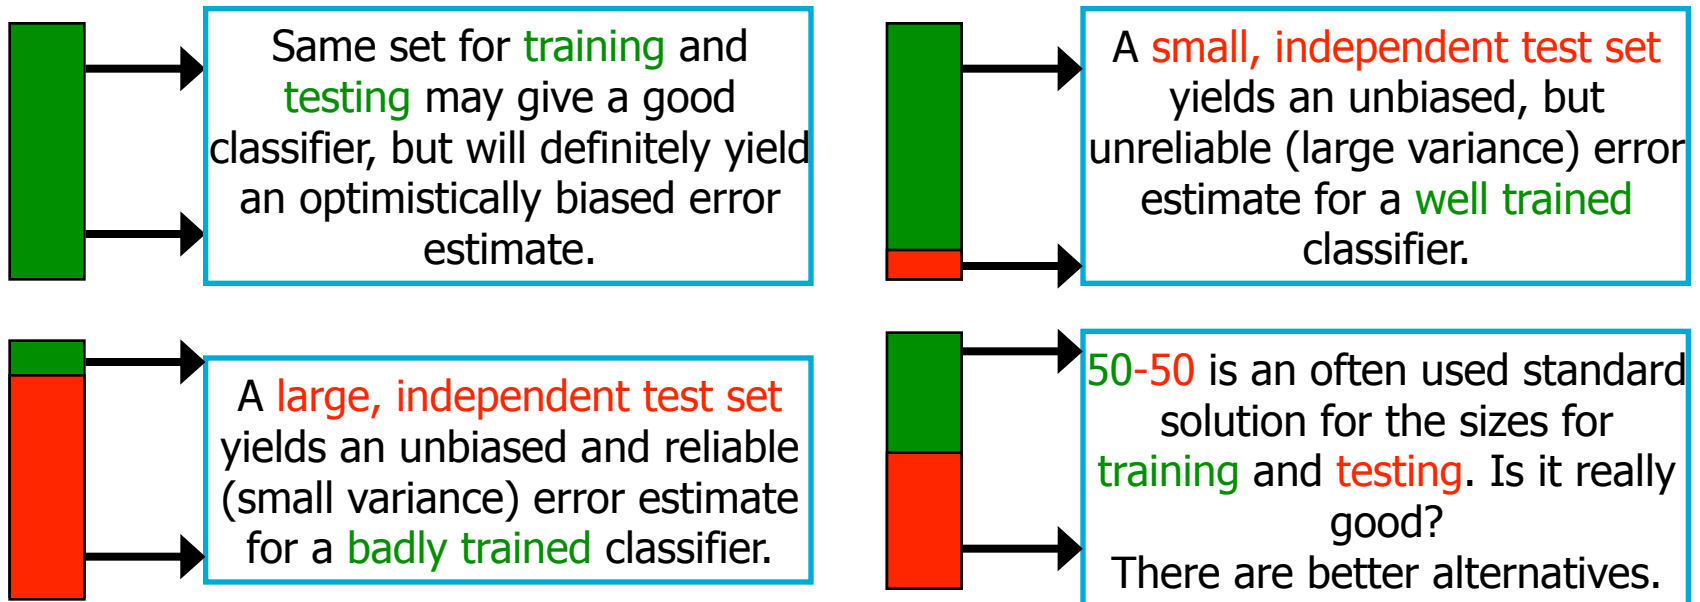 Same set for training and
testing may give a good
classifier, but will definitely yield
an optimistically biased error
estimate.
A small, independent test set
yields an unbiased, but
unreliable (large variance) error
estimate for a well trained
classifier.
A large, independent test set
yields an unbiased and reliable
(small variance) error estimate
for a badly trained classifier.
50-50 is an often used standard
solution for the sizes for
training and testing. Is it really
good?
There are better alternatives.